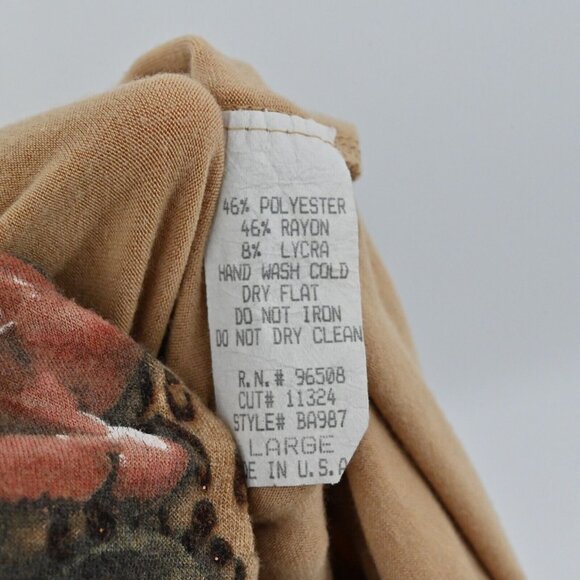 46% POLYESTER
46% RAYON
8% LYCRA
HAND WASH COLD
DRY FLAT
DO NOT IRON
DO NOT DRY CLEAN
R.N.# 96508
CUT# 11324
STYLE# BA987
LARGE
DE IN U.S.A